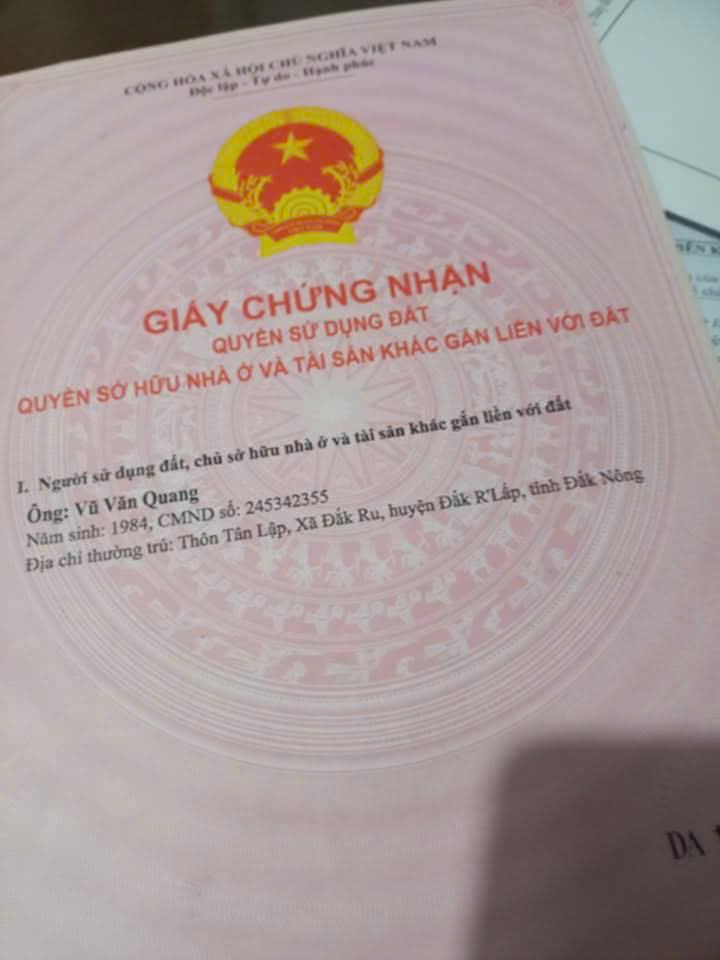 CỘNG HÒA XÃ HỘI CHỦ NGHĨA VIỆT NAM
Độc lập - Tự do - Hạnh phúc
GIẤY CHỨNG NHẬN
QUYỀN SỬ DỤNG ĐẤT
QUYỀN SỞ HỮU NHÀ Ở VÀ TÀI SẢN KHÁC GẮN LIỀN VỚI ĐẤT
I. Người sử dụng đất, chủ sở hữu nhà ở và tài sản khác gắn liền với đất
Ông: Vũ Văn Quang
Năm sinh: 1984, CMND số: 245342355
Địa chỉ thường trú: Thôn Tân Lập, Xã Đắk Ru, huyện Đắk R'Lấp, tỉnh Đắk Nông
DA